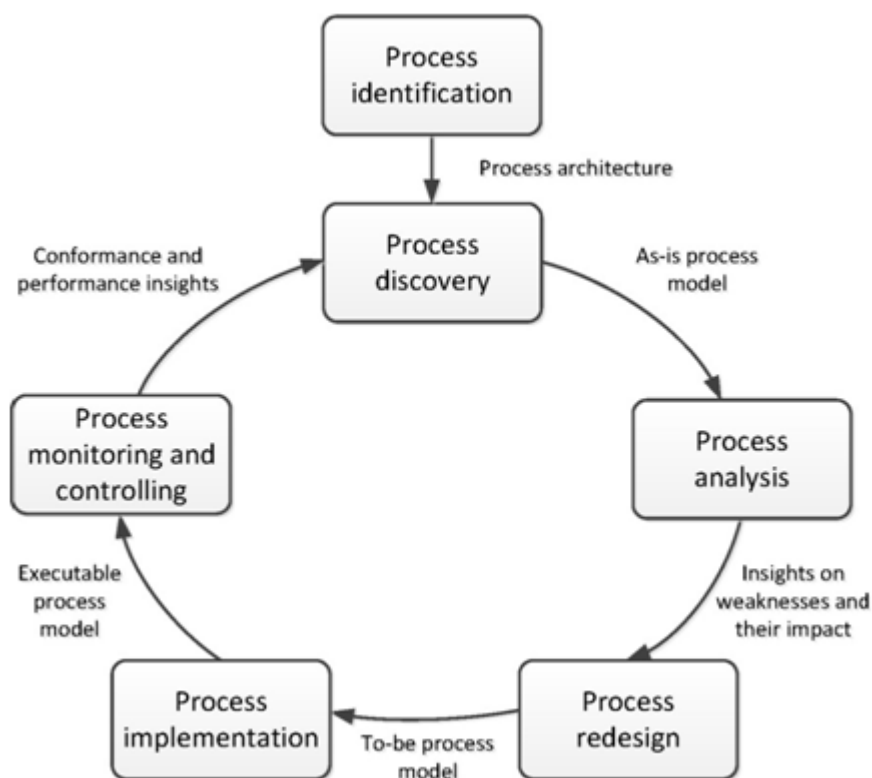 Process
identification
Process architecture
Process
discovery
As-is process
model
Process
analysis
Insights on
weaknesses and
their impact
Process
redesign
To-be process
model
Process
implementation
Executable
process
model
Process
monitoring and
controlling
Conformance and
performance insights